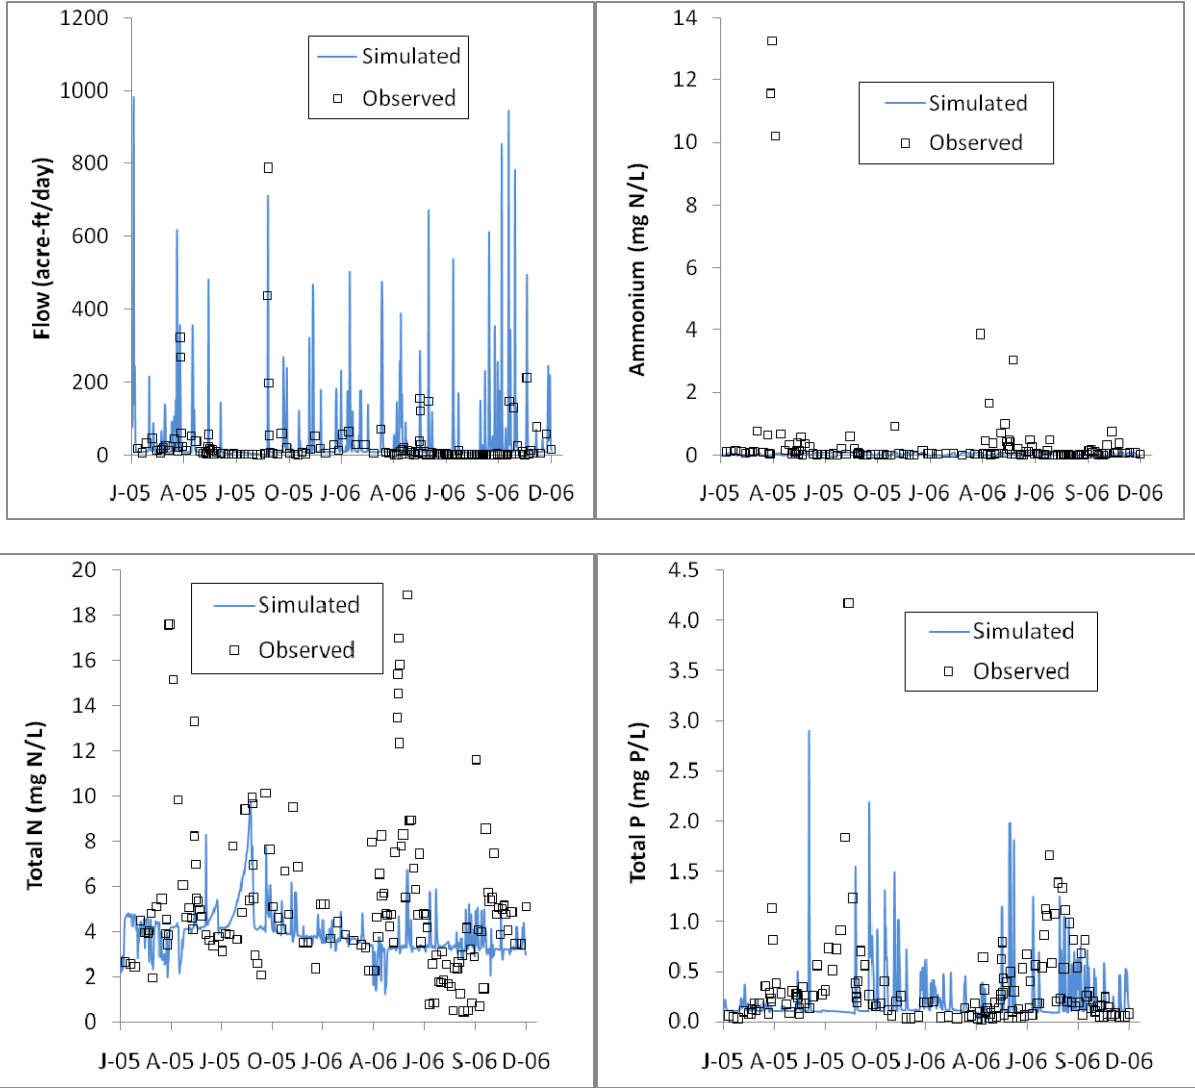 1200
1000
800
600
400
200
0
Flow (acre-ft/day)
Simulated
Observed
J-05 A-05 J-05 O-05 J-06 A-06 J-06 S-06 D-06
14
12
10
8
6
4
2
0
Ammonium (mg N/L)
Simulated
Observed
J-05 A-05 J-05 O-05 J-06 A-06 J-06 S-06 D-06
20
18
16
14
12
10
8
6
4
2
0
Total N (mg N/L)
Simulated
Observed
J-05 A-05 J-05 O-05 J-06 A-06 J-06 S-06 D-06
4.5
4.0
3.5
3.0
2.5
2.0
1.5
1.0
0.5
0.0
Total P (mg P/L)
Simulated
Observed
J-05 A-05 J-05 O-05 J-06 A-06 J-06 S-06 D-06